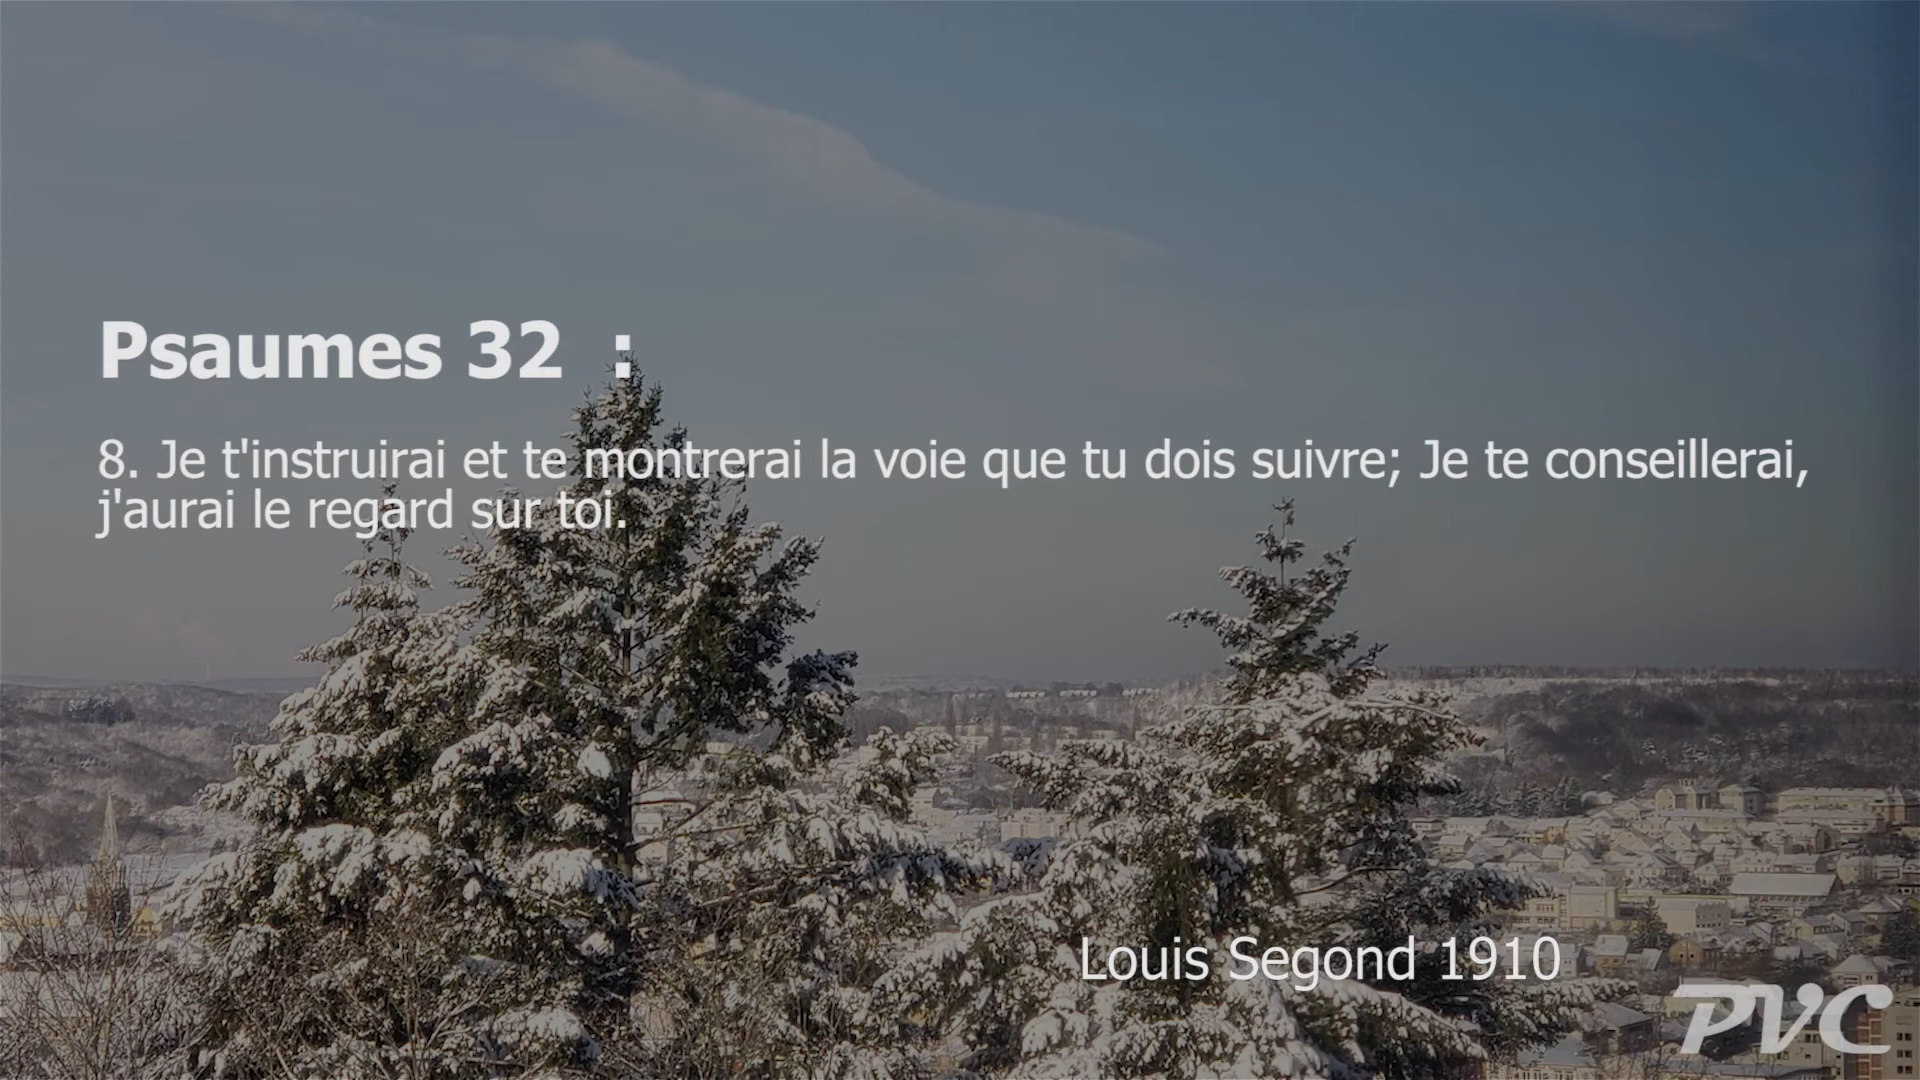 Psaumes 32 :
8. Je t'instruirai et te montrerai la voie que tu dois suivre; Je te conseillerai,
j'aurai le regard sur toi.
Louis Segond 1910
PVC